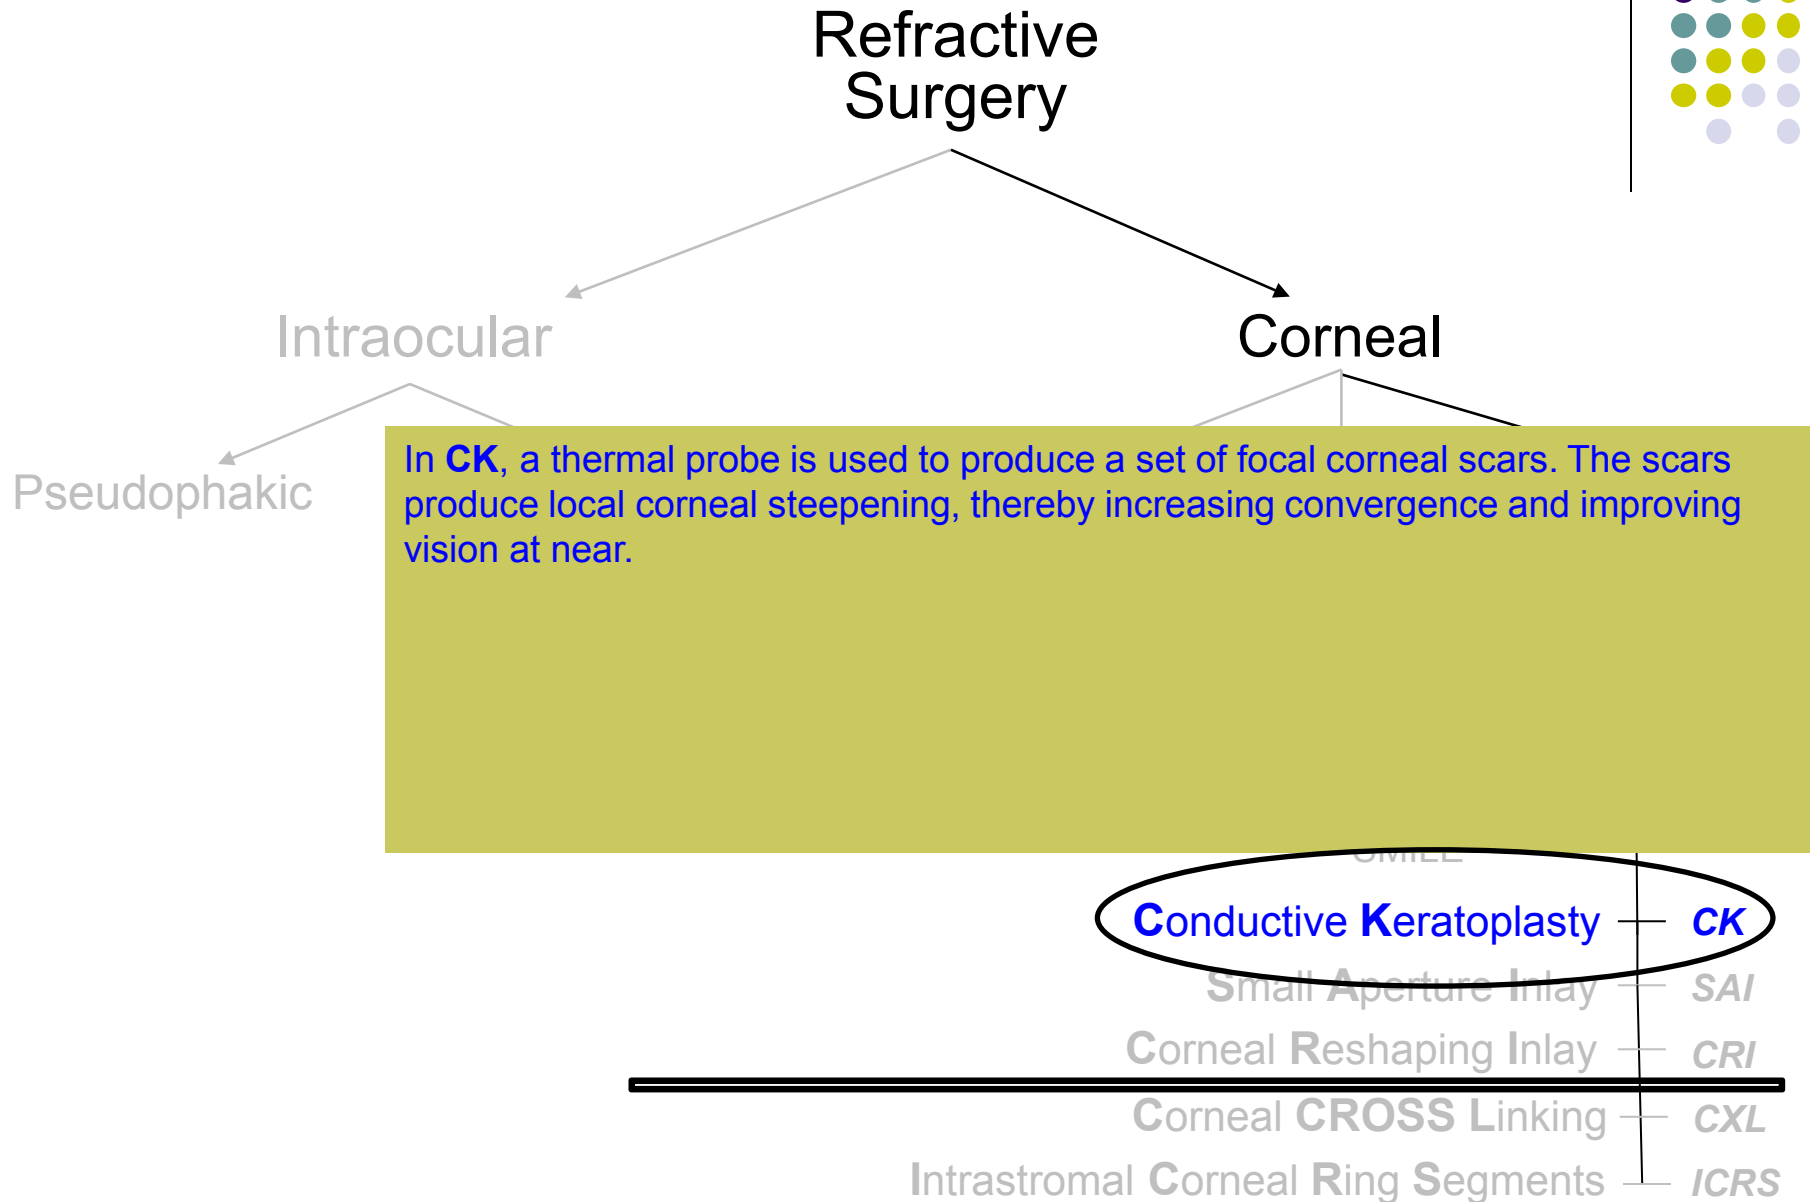 Refractive
Surgery
Intraocular
Corneal
Pseudophakic
In CK, a thermal probe is used to produce a set of focal corneal scars. The scars
produce local corneal steepening, thereby increasing convergence and improving
vision at near.
SMILE
Conductive Keratoplasty CK
Small Aperture Inlay SAI
Corneal Reshaping Inlay CRI
Corneal CROSS Linking CXL
Intrastromal Corneal Ring Segments ICRS